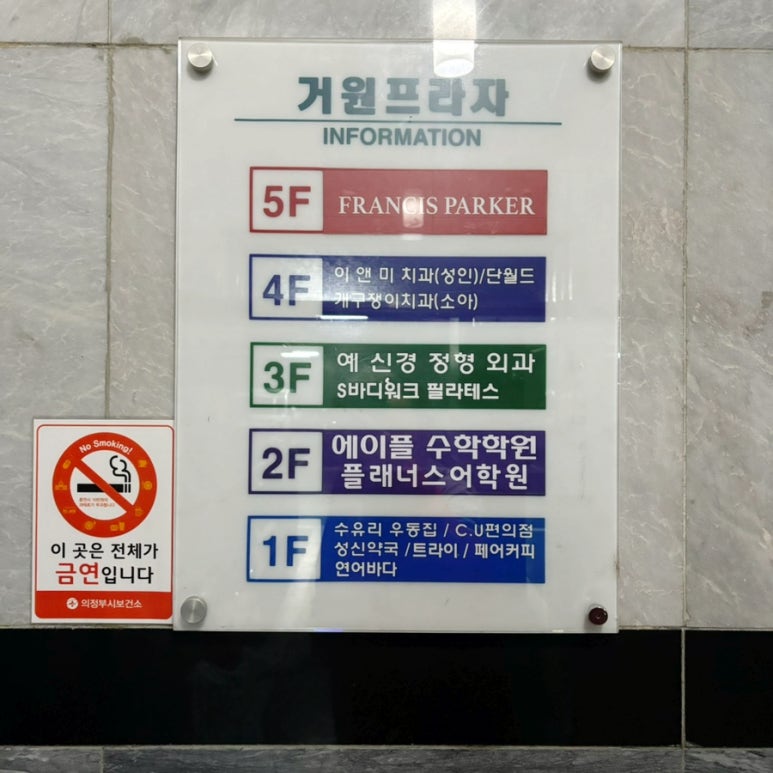 거원프라자
INFORMATION
5F
FRANCIS PARKER
4F
이 앤 미 치과(성인)/단월드
개구쟁이치과(소아)
3F
예 신경 정형 외과
S바디워크 필라테스
2F
에이플 수학학원
플래너스어학원
1F
수유리 우동집 / C.U편의점
성신약국 /트라이 / 페어커피
연어바다
No Smoking!
이 곳은 전체가
금연입니다
의정부시보건소